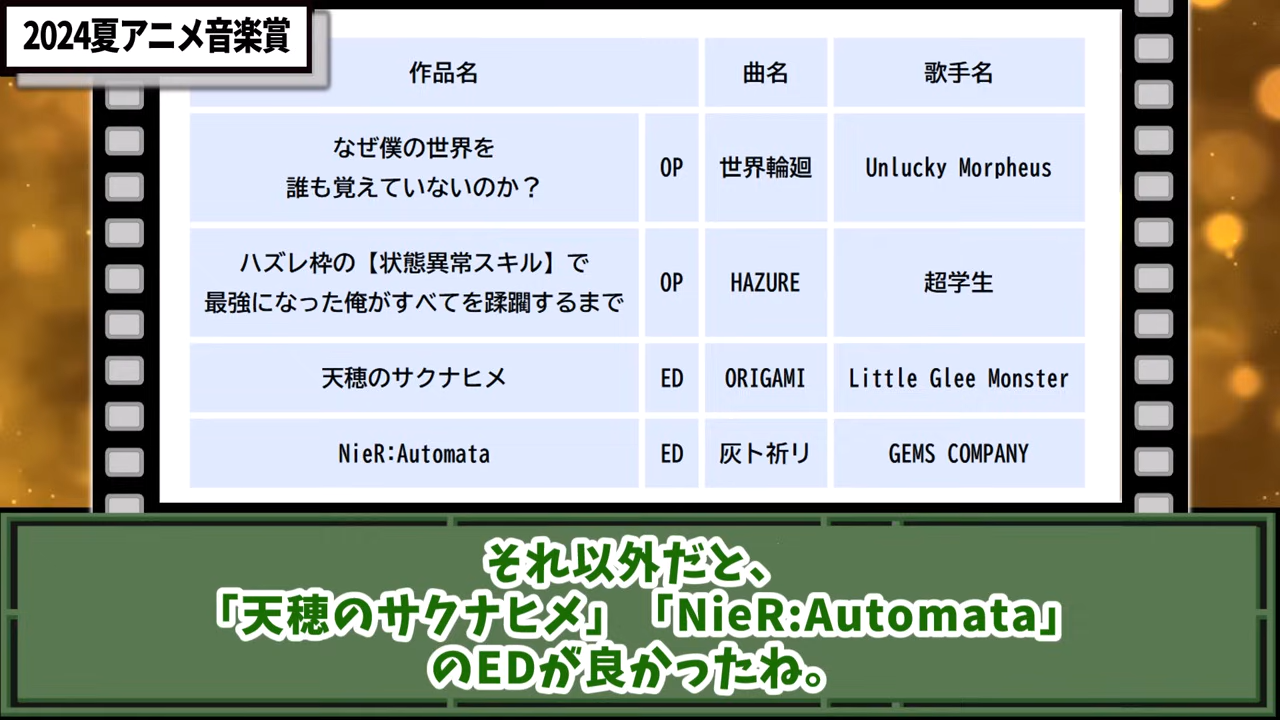 2024夏アニメ音楽賞
作品名 曲名 歌手名
なぜ僕の世界を
誰も覚えていないのか？
OP 世界輪廻 Unlucky Morpheus
ハズレ枠の【状態異常スキル】で
最強になった俺がすべてを蹂躙するまで
OP HAZURE 超学生
天穂のサクナヒメ ED ORIGAMI Little Glee Monster
NieR:Automata ED 灰ト祈リ GEMS COMPANY
それ以外だと、
「天穂のサクナヒメ」「NieR:Automata」
のEDが良かったね。